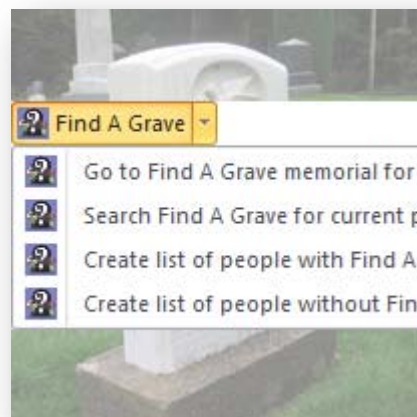 Find A Grave
Go to Find A Grave memorial for
Search Find A Grave for current
Create list of people with Find A
Create list of people without